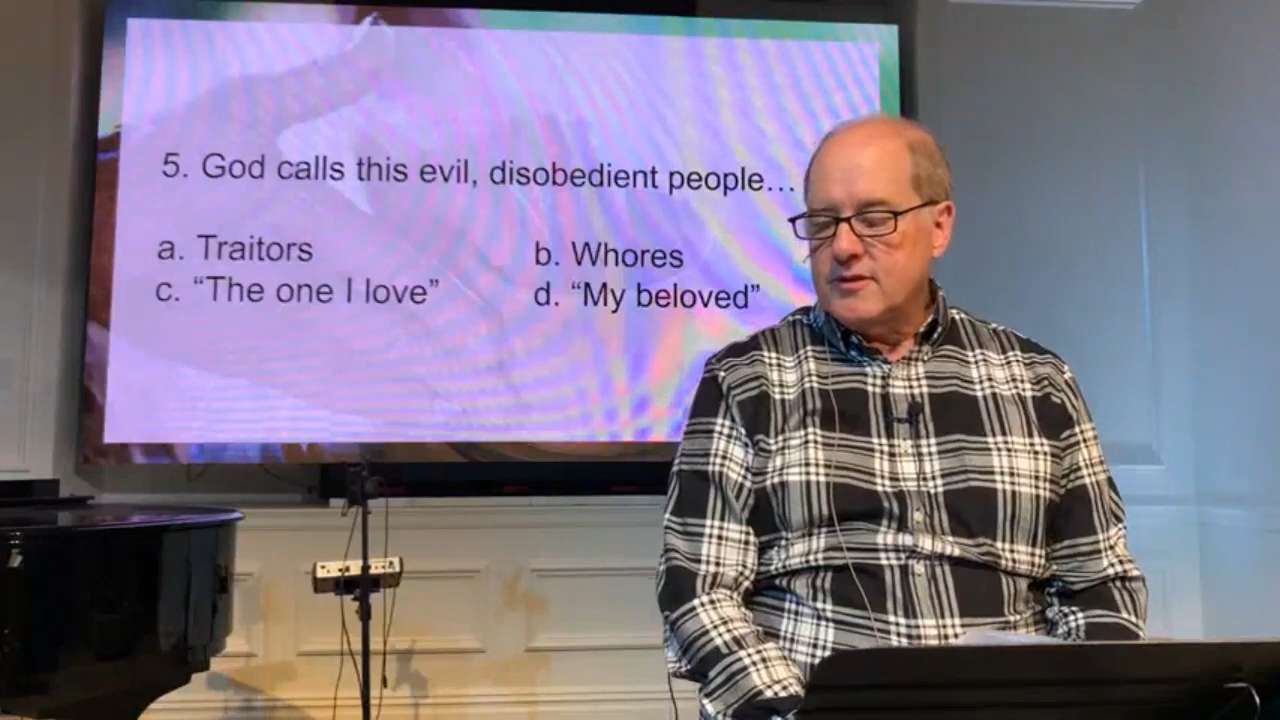 5. God calls this evil, disobedient people…
a. Traitors b. Whores
c. “The one I love” d. “My beloved”